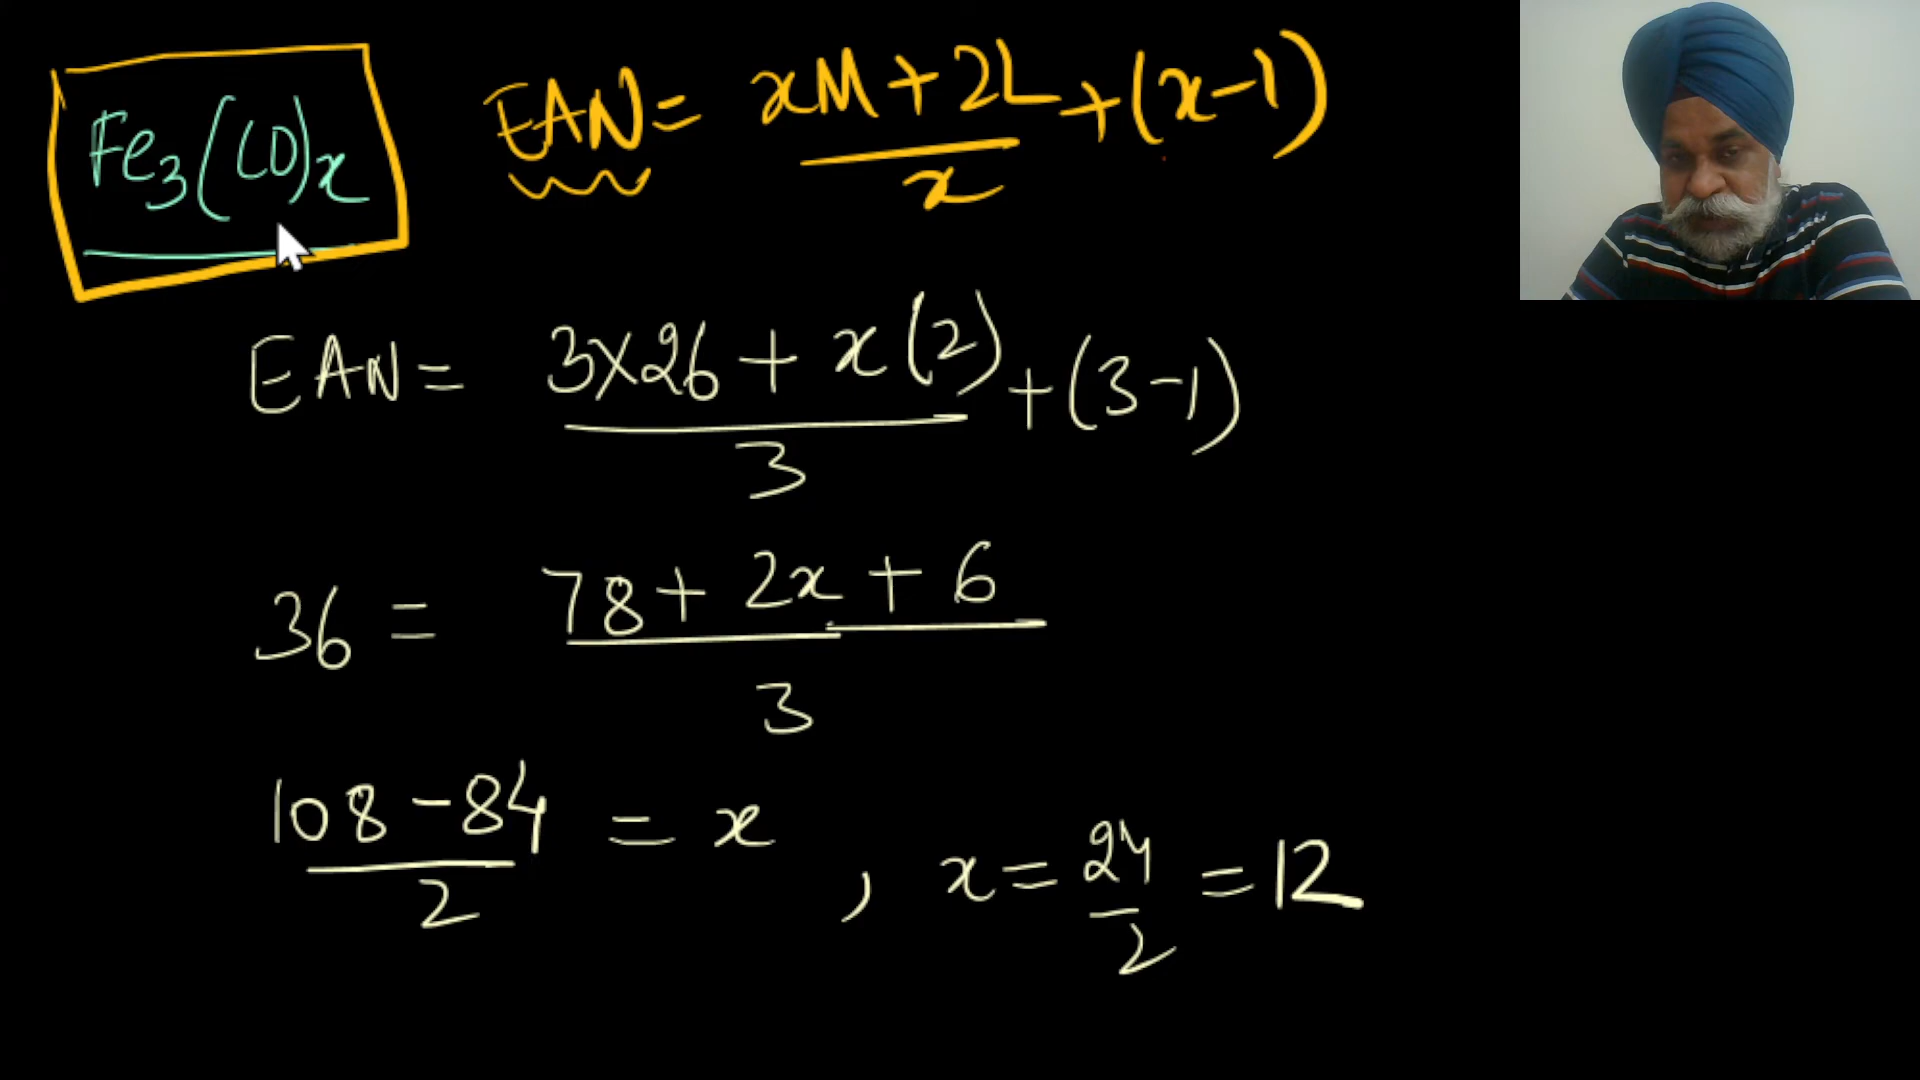 Fe₃(CO)x
EAN = xM + 2L / x + (x-1)
EAN = 3×26 + x(2) / 3 + (3-1)
36 = 78 + 2x + 6 / 3
108 - 84 / 2 = x , x = 24 / 2 = 12